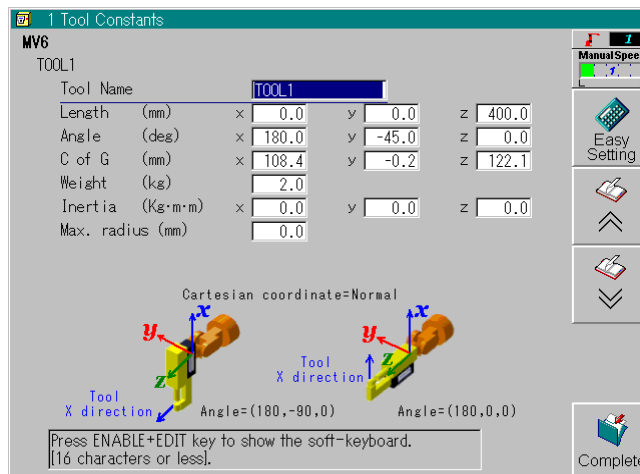 1 Tool Constants
MV6
TOOL1
1
Manual Spee
1
Tool Name TOOL1
Length (mm) x 0.0 y 0.0 z 400.0
Angle (deg) x 180.0 y -45.0 z 0.0
C of G (mm) x 108.4 y -0.2 z 122.1
Weight (kg) 2.0
Inertia (Kg·m·m) x 0.0 y 0.0 z 0.0
Max. radius (mm) 0.0
Easy
Setting
Cartesian coordinate=Normal
x
y
z
Tool
X direction
Angle=(180,-90,0)
x
y
z
Tool
X direction
Angle=(180,0,0)
Press ENABLE+EDIT key to show the soft-keyboard.
[16 characters or less].
Complete